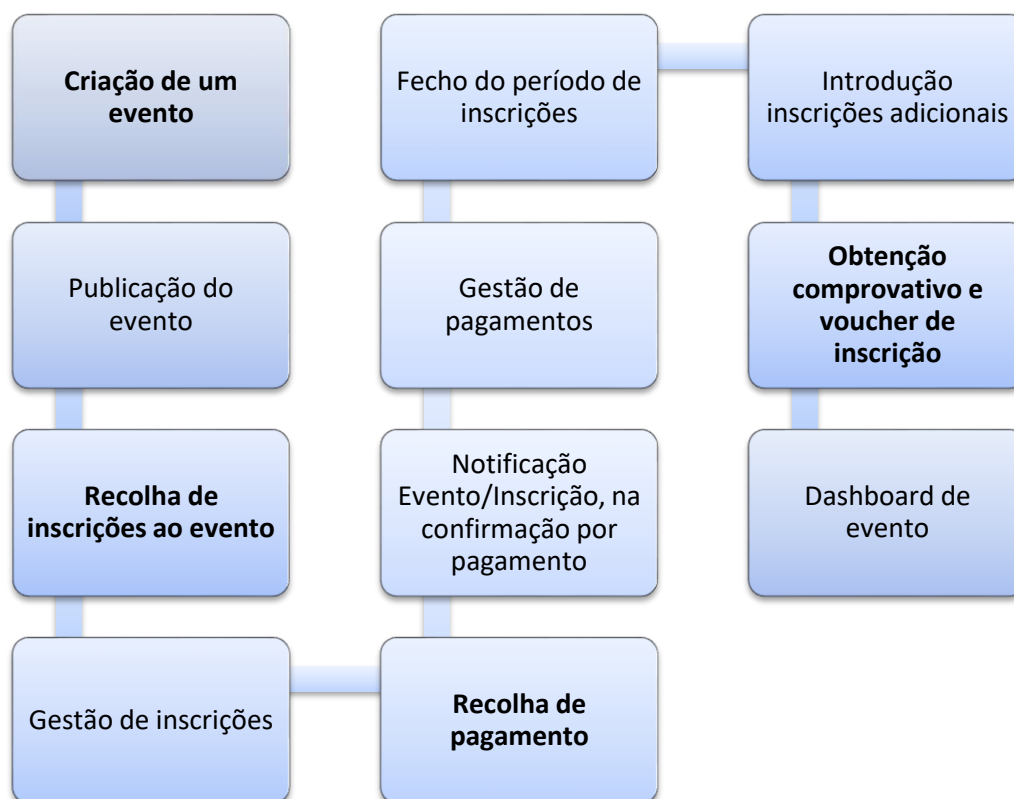 Criação de um
evento
Publicação do
evento
Recolha de
inscrições ao evento
Gestão de inscrições
Recolha de
pagamento
Notificação
Evento/Inscrição, na
confirmação por
pagamento
Gestão de
pagamentos
Fecho do período de
inscrições
Introdução
inscrições adicionais
Obtenção
comprovativo e
voucher de
inscrição
Dashboard de
evento